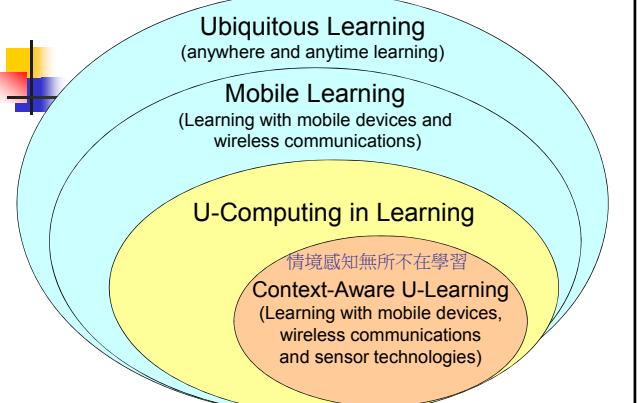 Ubiquitous Learning
(anywhere and anytime learning)
Mobile Learning
(Learning with mobile devices and
wireless communications)
U-Computing in Learning
情境感知無所不在學習
Context-Aware U-Learning
(Learning with mobile devices,
wireless communications
and sensor technologies)